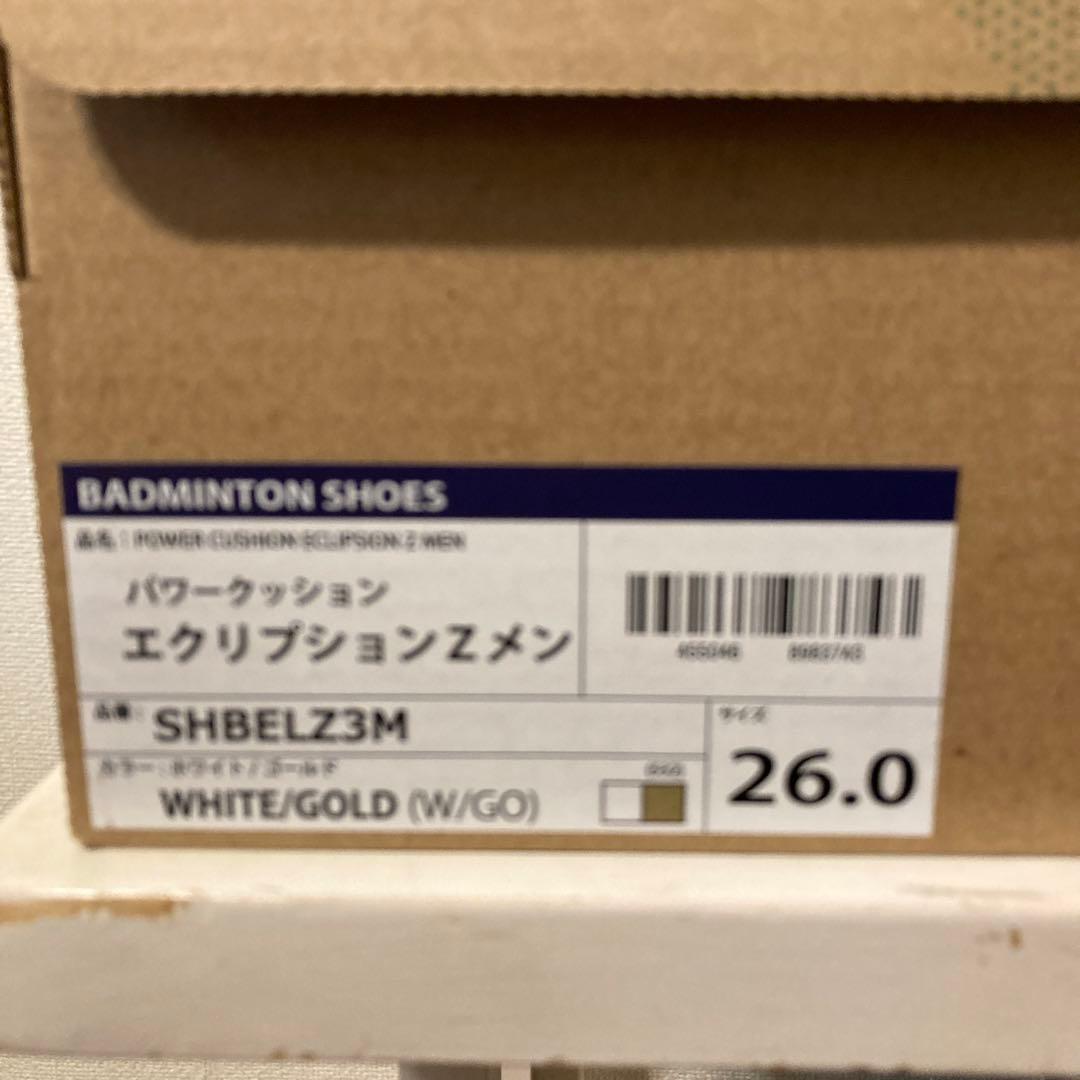 BADMINTON SHOES
品名：POWER CUSHION ECLIPSION Z MEN
パワークッション
エクリプションZメン
品番：SHBELZ3M
カラー：ホワイト/ゴールド
WHITE/GOLD (W/GO)
サイズ
26.0